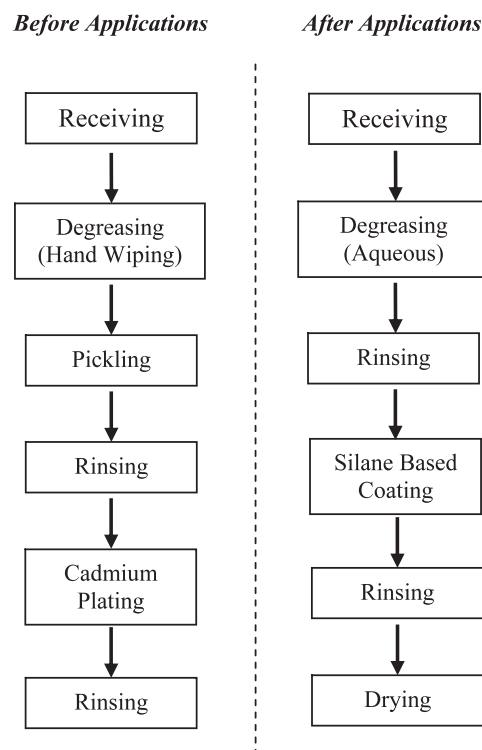 Before Applications
Receiving
Degreasing
(Hand Wiping)
Pickling
Rinsing
Cadmium
Plating
Rinsing
After Applications
Receiving
Degreasing
(Aqueous)
Rinsing
Silane Based
Coating
Rinsing
Drying